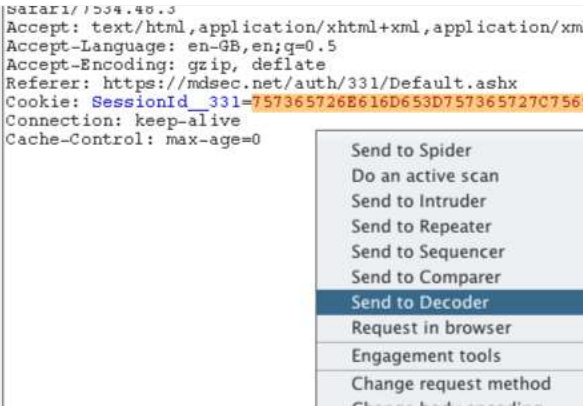 Safari/7534.48.3
Accept: text/html,application/xhtml+xml,application/xm
Accept-Language: en-GB,en;q=0.5
Accept-Encoding: gzip, deflate
Referer: https://mdsec.net/auth/331/Default.ashx
Cookie: SessionId__331=757365726E616D653D757365727C756
Connection: keep-alive
Cache-Control: max-age=0
Send to Spider
Do an active scan
Send to Intruder
Send to Repeater
Send to Sequencer
Send to Comparer
Send to Decoder
Request in browser
Engagement tools
Change request method
Change body encoding